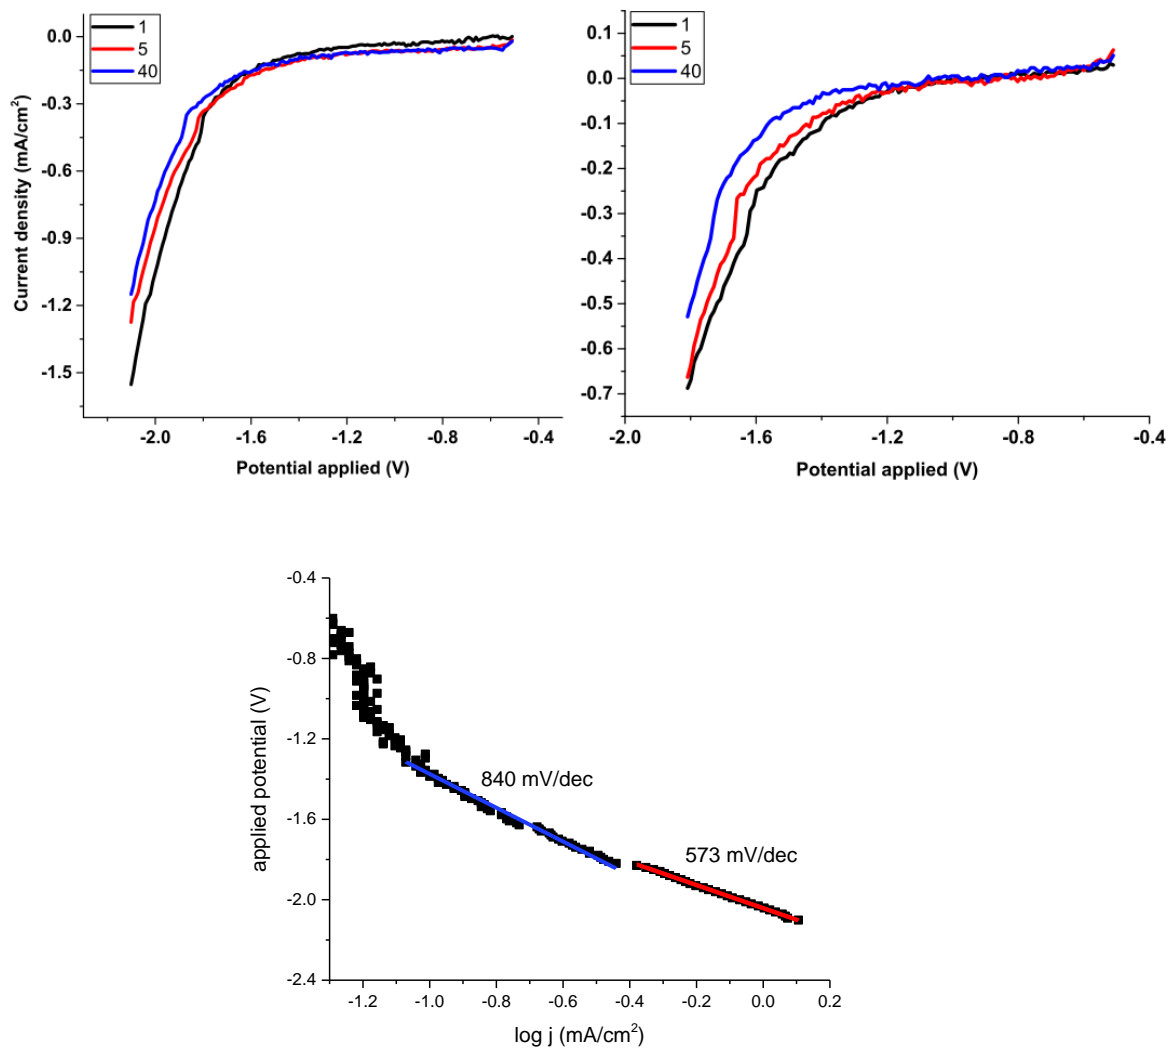 1
5
40
0.0
-0.3
-0.6
-0.9
-1.2
-1.5
Current density (mA/cm²)
-2.0 -1.6 -1.2 -0.8 -0.4
Potential applied (V)
1
5
40
0.1
0.0
-0.1
-0.2
-0.3
-0.4
-0.5
-0.6
-0.7
-2.0 -1.6 -1.2 -0.8 -0.4
Potential applied (V)
-0.4
-0.8
-1.2
-1.6
-2.0
-2.4
applied potential (V)
840 mV/dec
573 mV/dec
-1.2 -1.0 -0.8 -0.6 -0.4 -0.2 0.0 0.2
log j (mA/cm²)